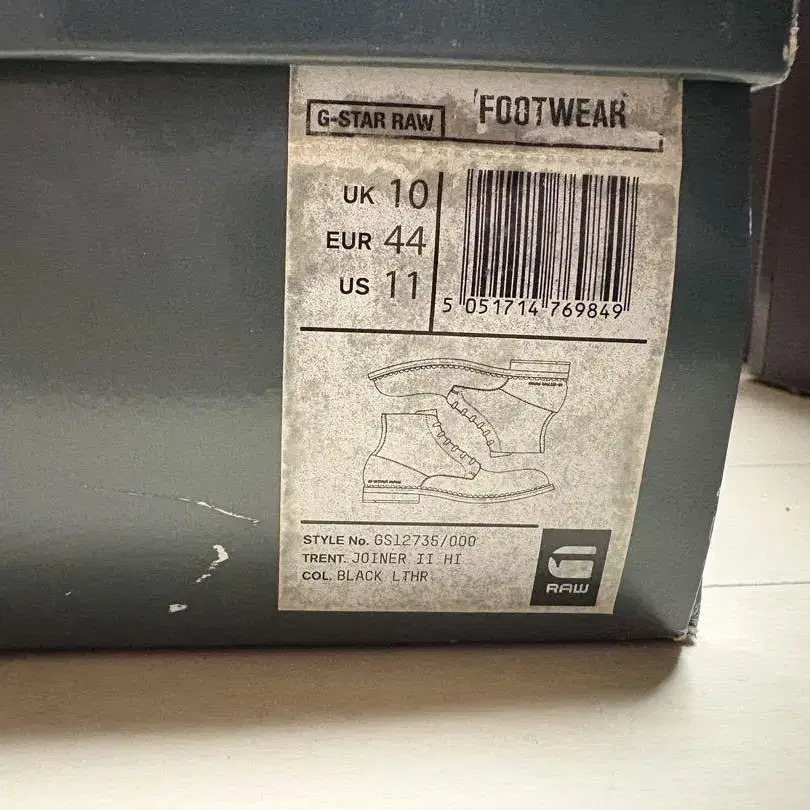 G-STAR RAW
'FOOTWEAR'
UK 10
EUR 44
US 11
5 051714 769849
STYLE No. GS12735/000
TRENT. JOINER II HI
COL. BLACK LTHR
RAW